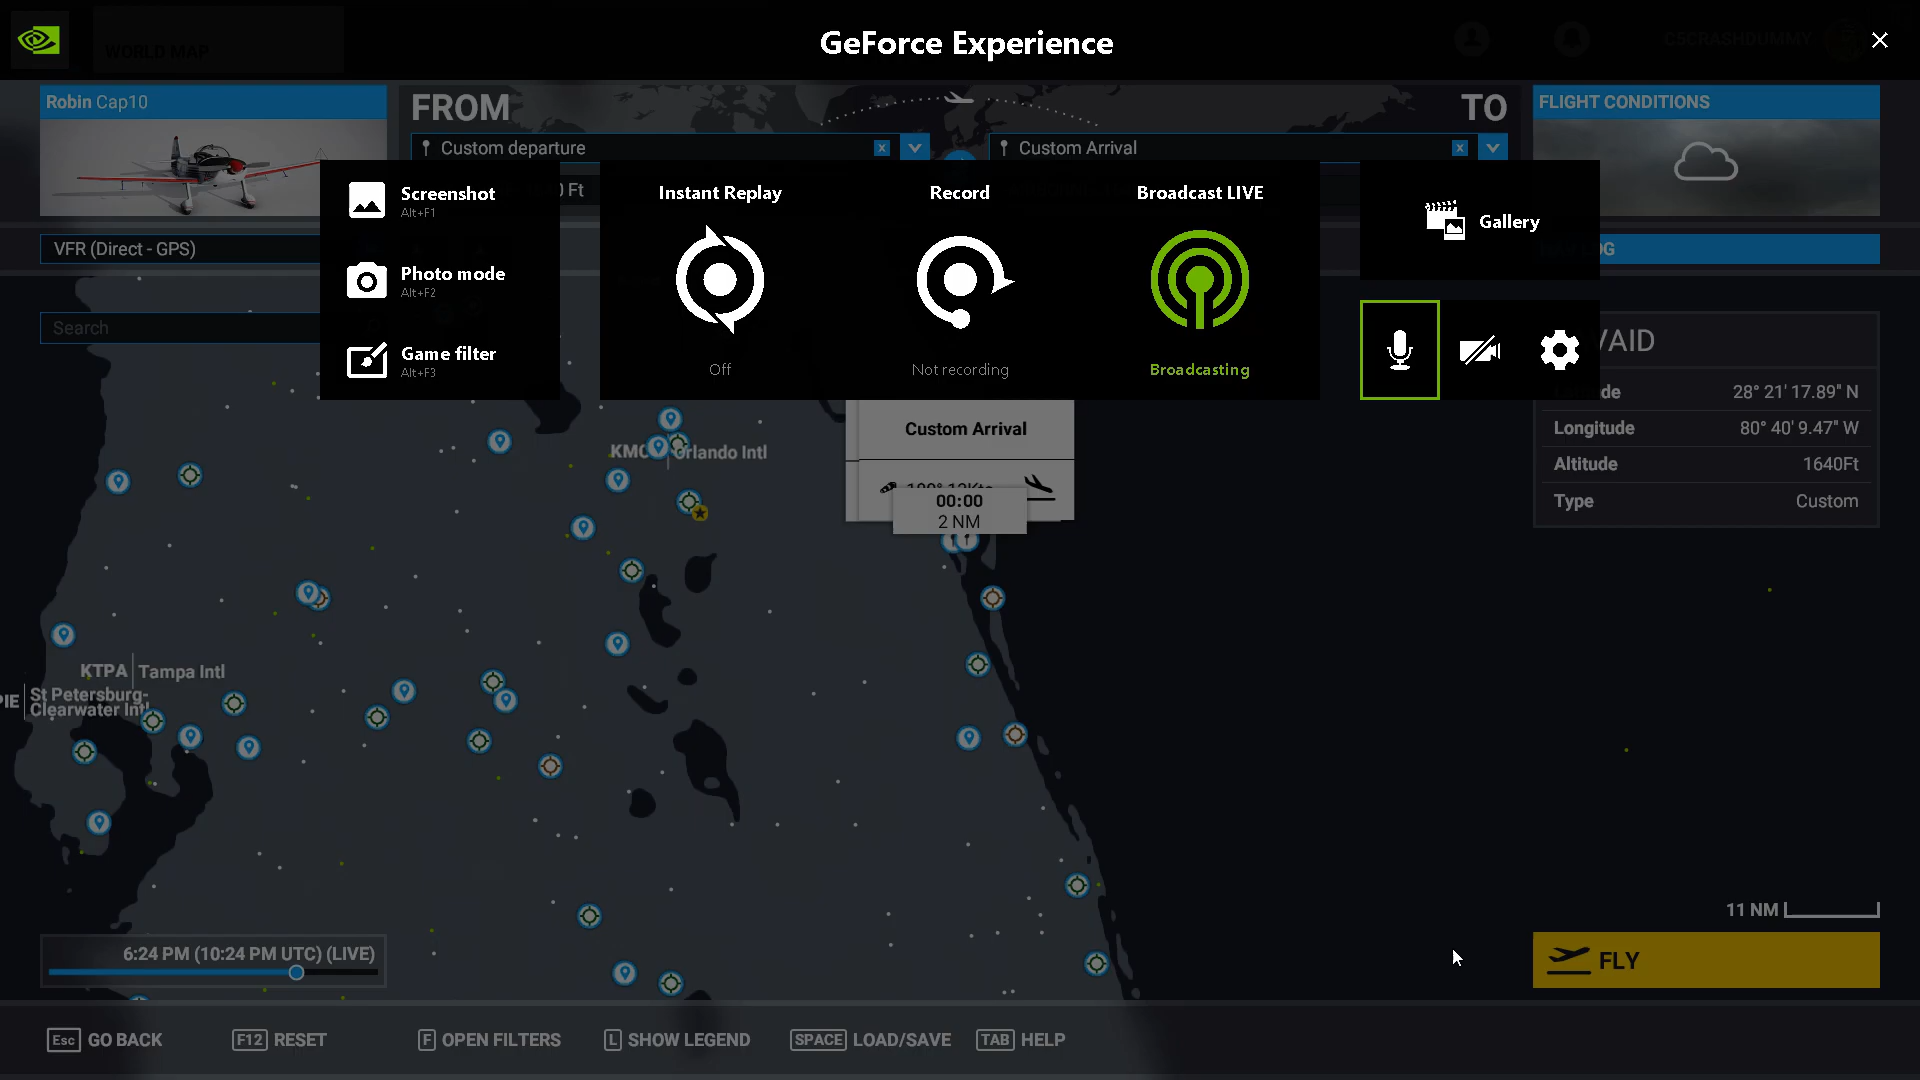 WORLD MAP
GeForce Experience
CSCRASHDUMMY
Robin Cap10
FROM
TO
FLIGHT CONDITIONS
Custom departure
Custom Arrival
Ft
VFR (Direct - GPS)
Search
Screenshot
Alt+F1
Photo mode
Alt+F2
Game filter
Alt+F3
Instant Replay
Off
Record
Not recording
Broadcast LIVE
Broadcasting
Gallery
28° 21' 17.89" N
Longitude
80° 40' 9.47" W
Altitude
1640Ft
Type
Custom
Custom Arrival
00:00
2 NM
Orlando Intl
KTPA
Tampa Intl
St Petersburg-
Clearwater Intl
11 NM
6:24 PM (10:24 PM UTC) (LIVE)
FLY
Esc GO BACK
F12 RESET
F OPEN FILTERS
L SHOW LEGEND
SPACE LOAD/SAVE
TAB HELP